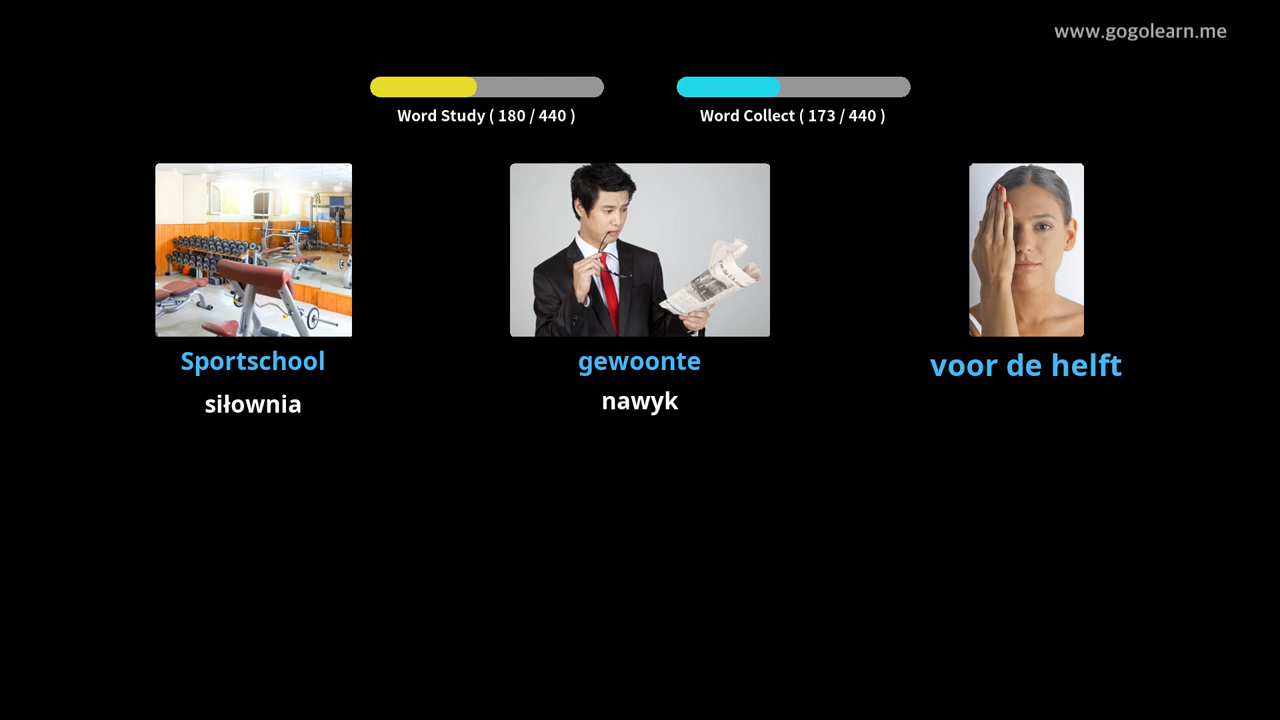 www.gogolearn.me
Word Study ( 180 / 440 )
Word Collect ( 173 / 440 )
Sportschool
siłownia
gewoonte
nawyk
voor de helft